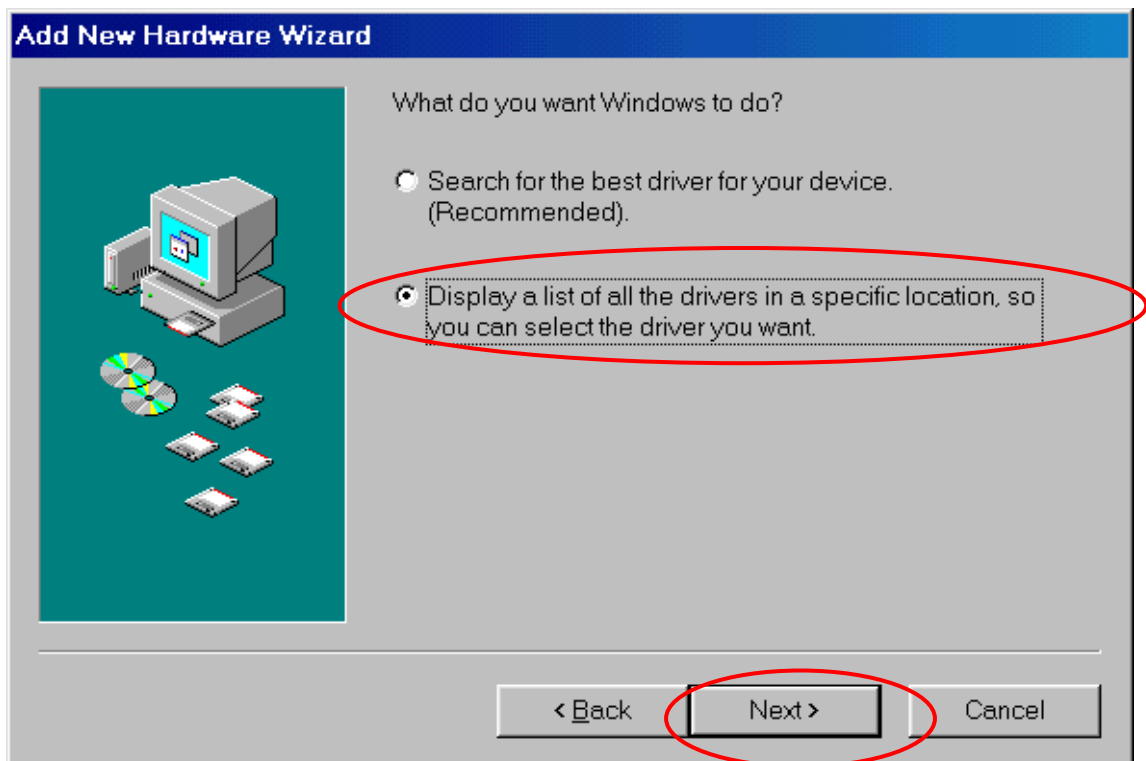 Add New Hardware Wizard
What do you want Windows to do?
Search for the best driver for your device.
(Recommended).
Display a list of all the drivers in a specific location, so
you can select the driver you want.
< Back
Next >
Cancel